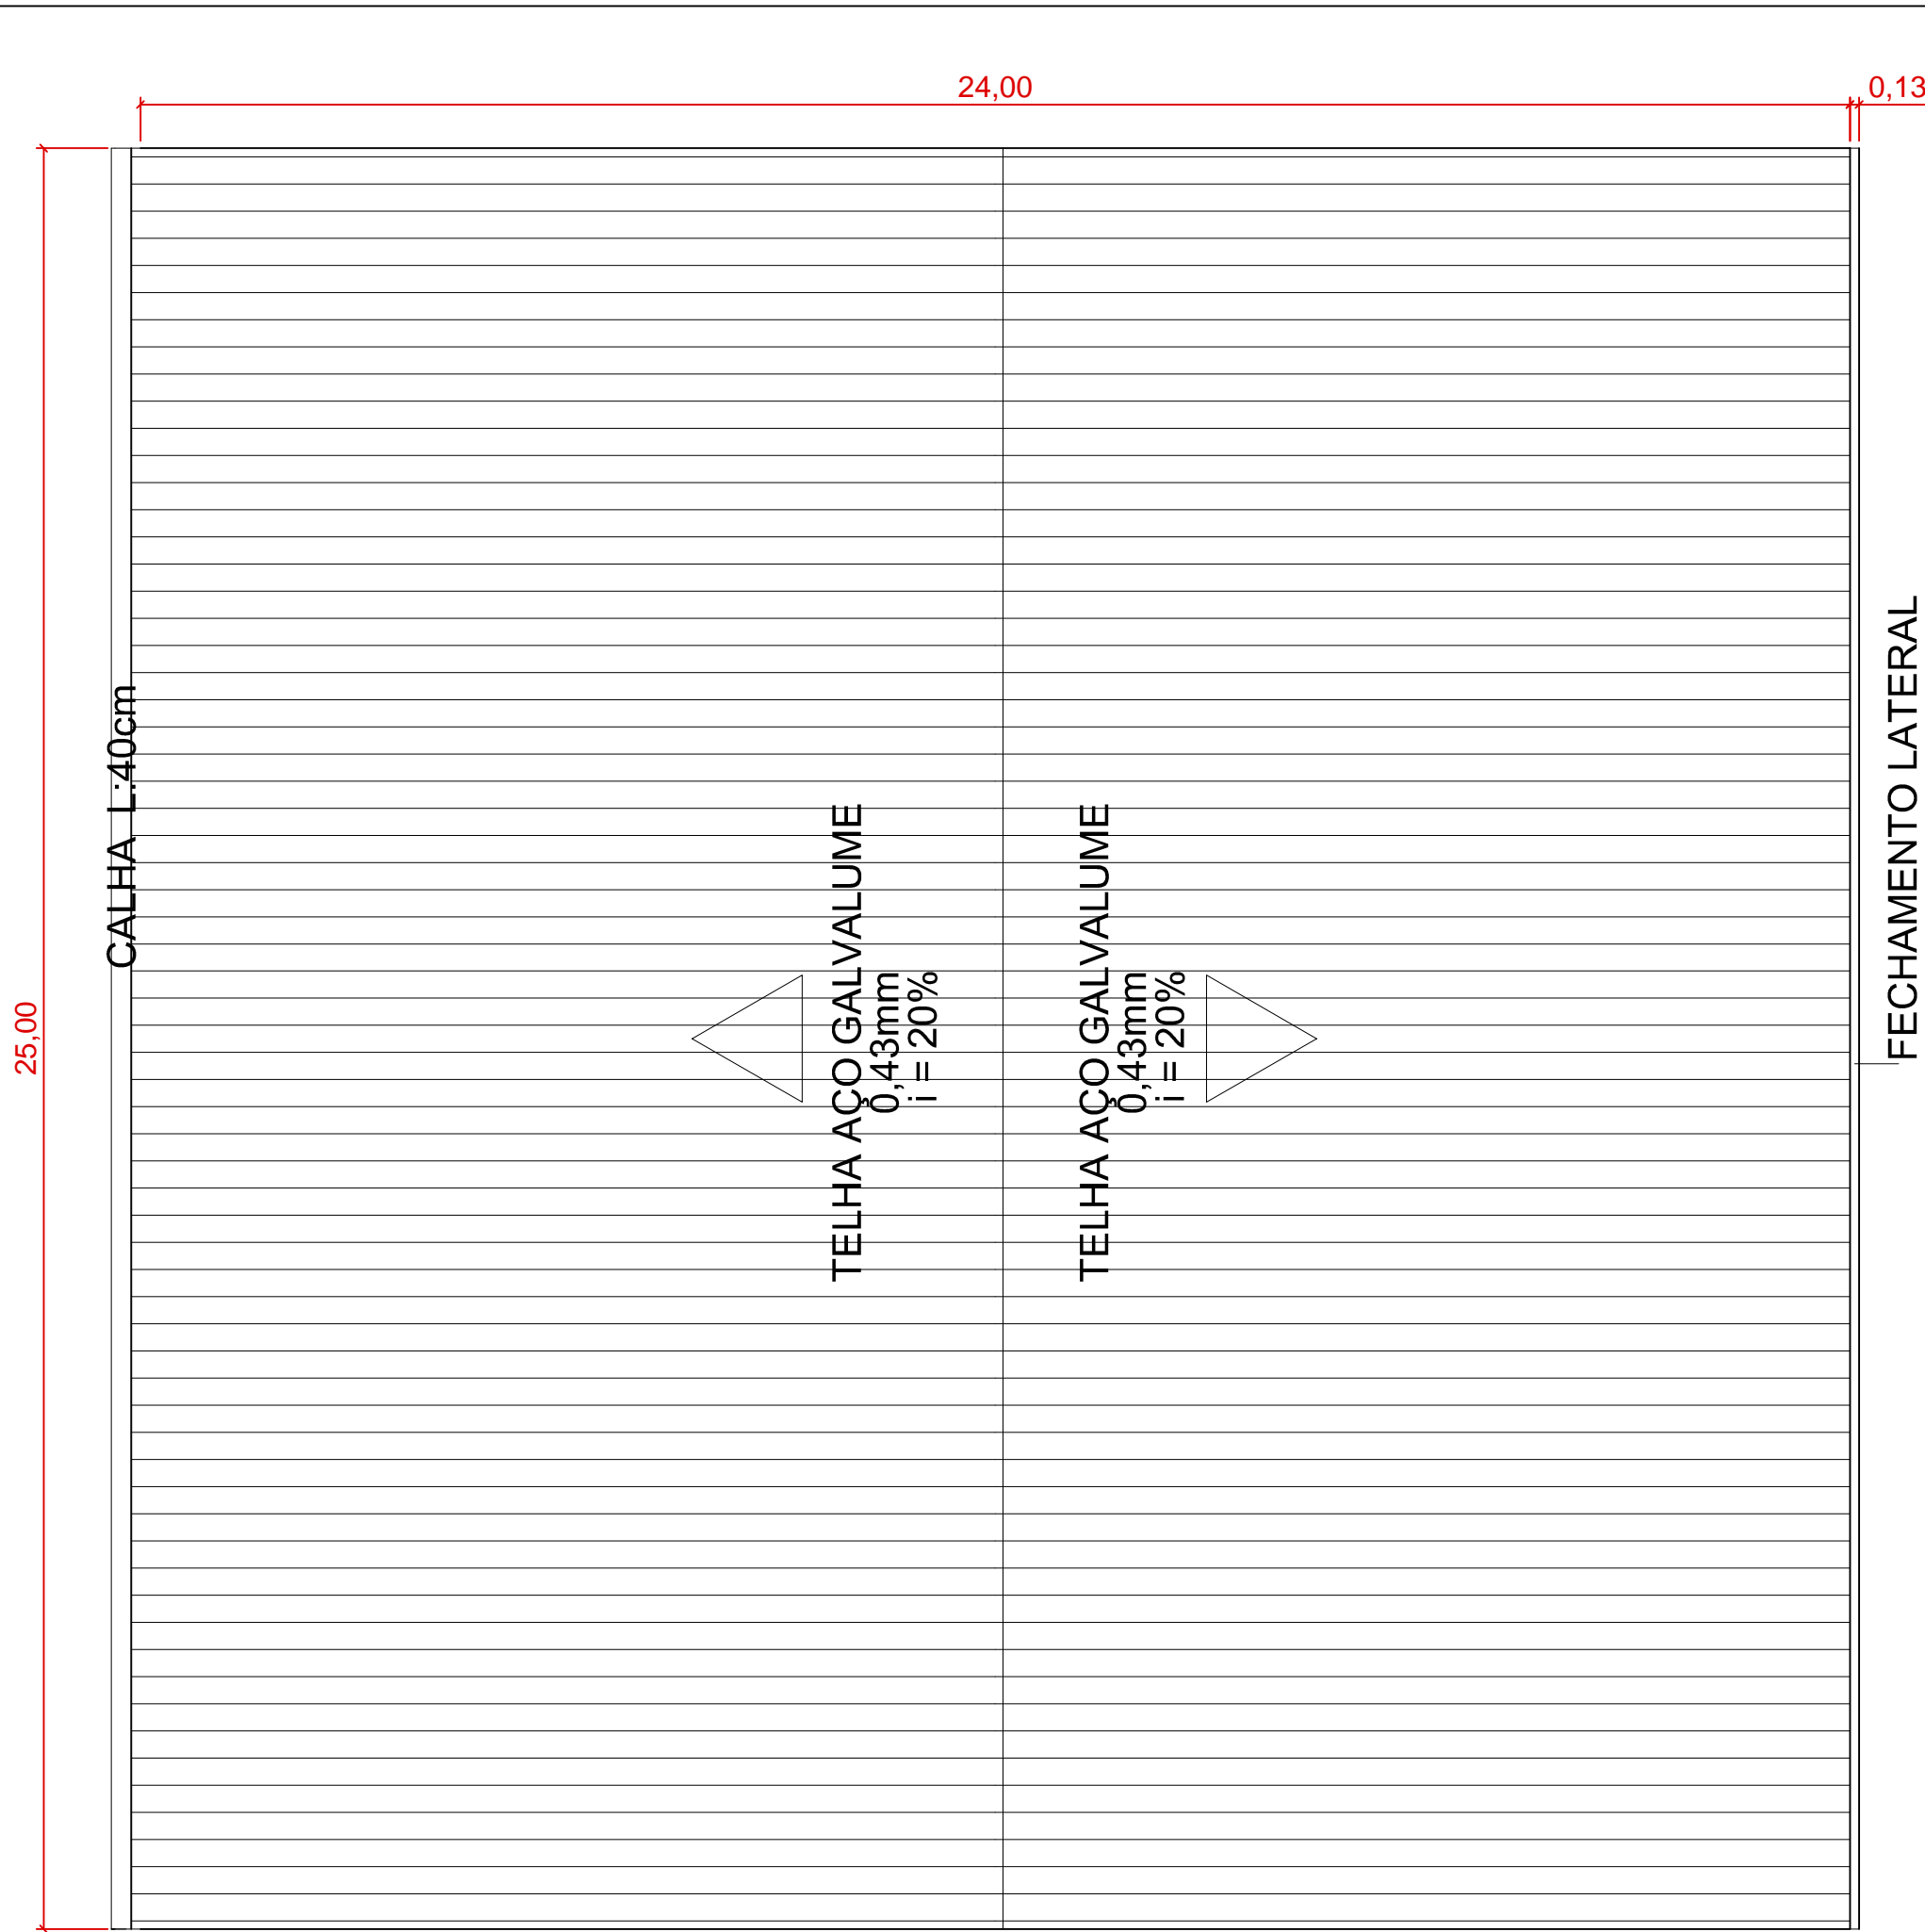 24,00
0,13
25,00
CALHA L:40cm
TELHA AÇO GALVALUME
0,43mm
i = 20%
TELHA AÇO GALVALUME
0,43mm
i = 20%
FECHAMENTO LATERAL